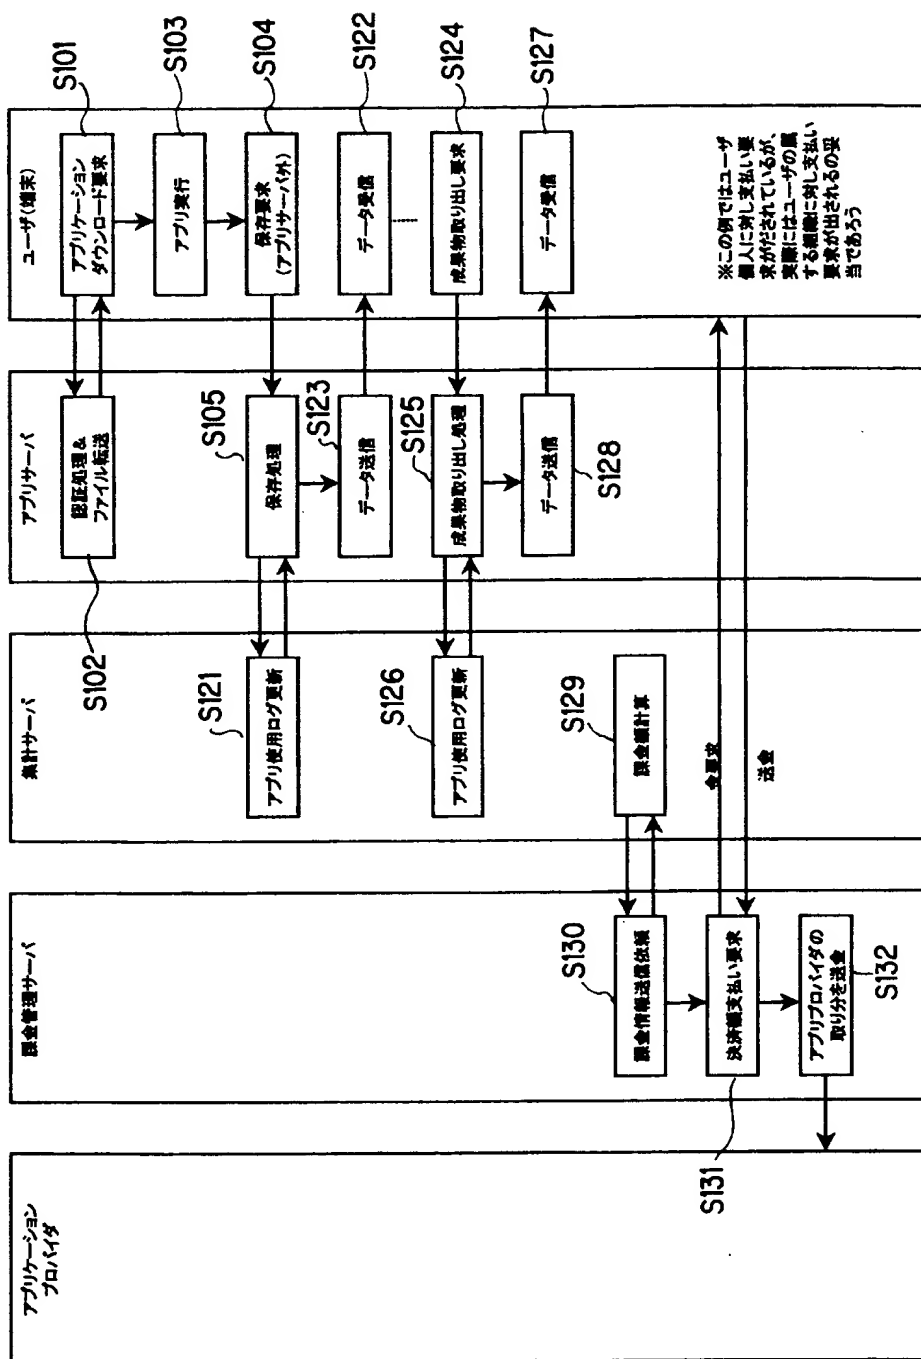 アプリケーション
プロバイダ
課金管理サーバ
集計サーバ
アプリサーバ
ユーザ(端末)
S101
アプリケーション
ダウンロード要求
認証処理&
ファイル転送
S102
S103
アプリ実行
S104
保存要求
(アプリサーバ外)
S105
保存処理
S121
アプリ使用ログ更新
S122
データ受信
S123
データ送信
S124
成果物取り出し要求
S125
成果物取り出し処理
S126
アプリ使用ログ更新
S127
データ受信
データ送信
S128
S129
課金額計算
S130
課金情報送信依頼
決済額支払い要求
S131
金要求
送金
アプリプロバイダの
取り分を送金
S132
※この例ではユーザ
個人に対し支払い要
求がだされているが、
実際にはユーザの属
する組織に対し支払い
要求が出されるの妥
当であろう